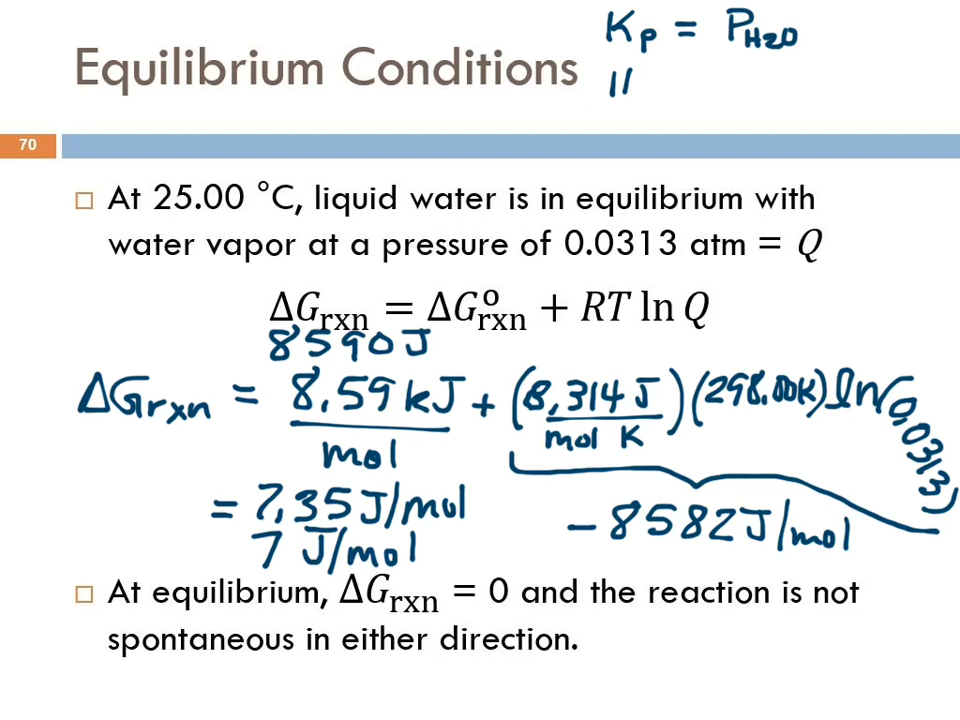 Equilibrium Conditions
Kp = PH2O
11
70
At 25.00 °C, liquid water is in equilibrium with
water vapor at a pressure of 0.0313 atm = Q
ΔGrxn = ΔG°rxn + RT ln Q
8590J
ΔGrxn = 8.59 kJ/mol + (8.314 J/mol K)(298.00K) ln(0.0313)
= 7.35 J/mol
- 8582 J/mol
7 J/mol
At equilibrium, ΔGrxn = 0 and the reaction is not
spontaneous in either direction.